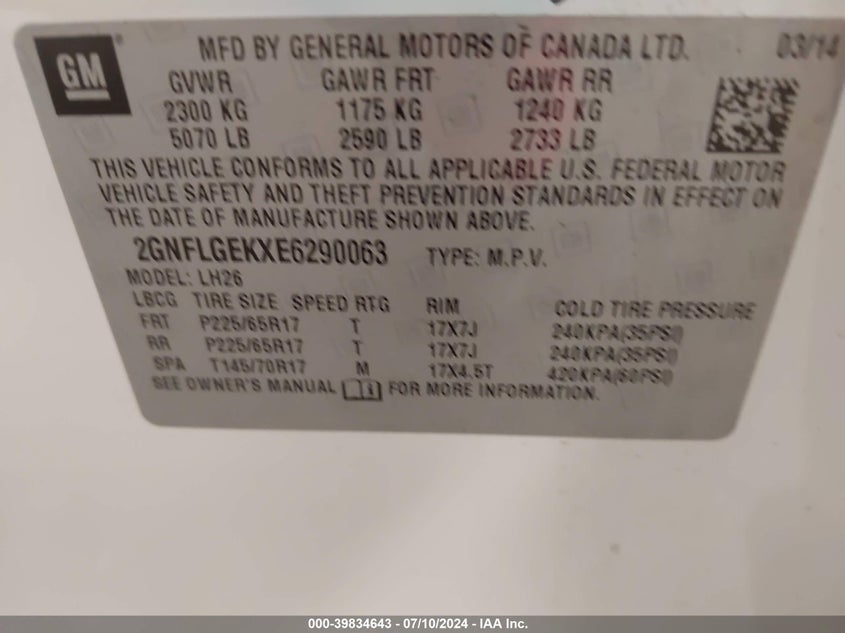 GM
MFD BY GENERAL MOTORS OF CANADA LTD. 03/14
GVWR GAWR FRT GAWR RR
2300 KG 1175 KG 1240 KG
5070 LB 2590 LB 2733 LB
THIS VEHICLE CONFORMS TO ALL APPLICABLE U.S. FEDERAL MOTOR
VEHICLE SAFETY AND THEFT PREVENTION STANDARDS IN EFFECT ON
THE DATE OF MANUFACTURE SHOWN ABOVE.
2GNFLGEKXE6290063 TYPE: M.P.V.
MODEL: LH26
LBCG TIRE SIZE SPEED RTG RIM COLD TIRE PRESSURE
FRT P225/65R17 T 17X7J 240KPA(35PSI)
RR P225/65R17 T 17X7J 240KPA(35PSI)
SPA T145/70R17 M 17X4.5T 420KPA(60PSI)
SEE OWNER'S MANUAL FOR MORE INFORMATION.
000-39834643 - 07/10/2024 - IAA Inc.